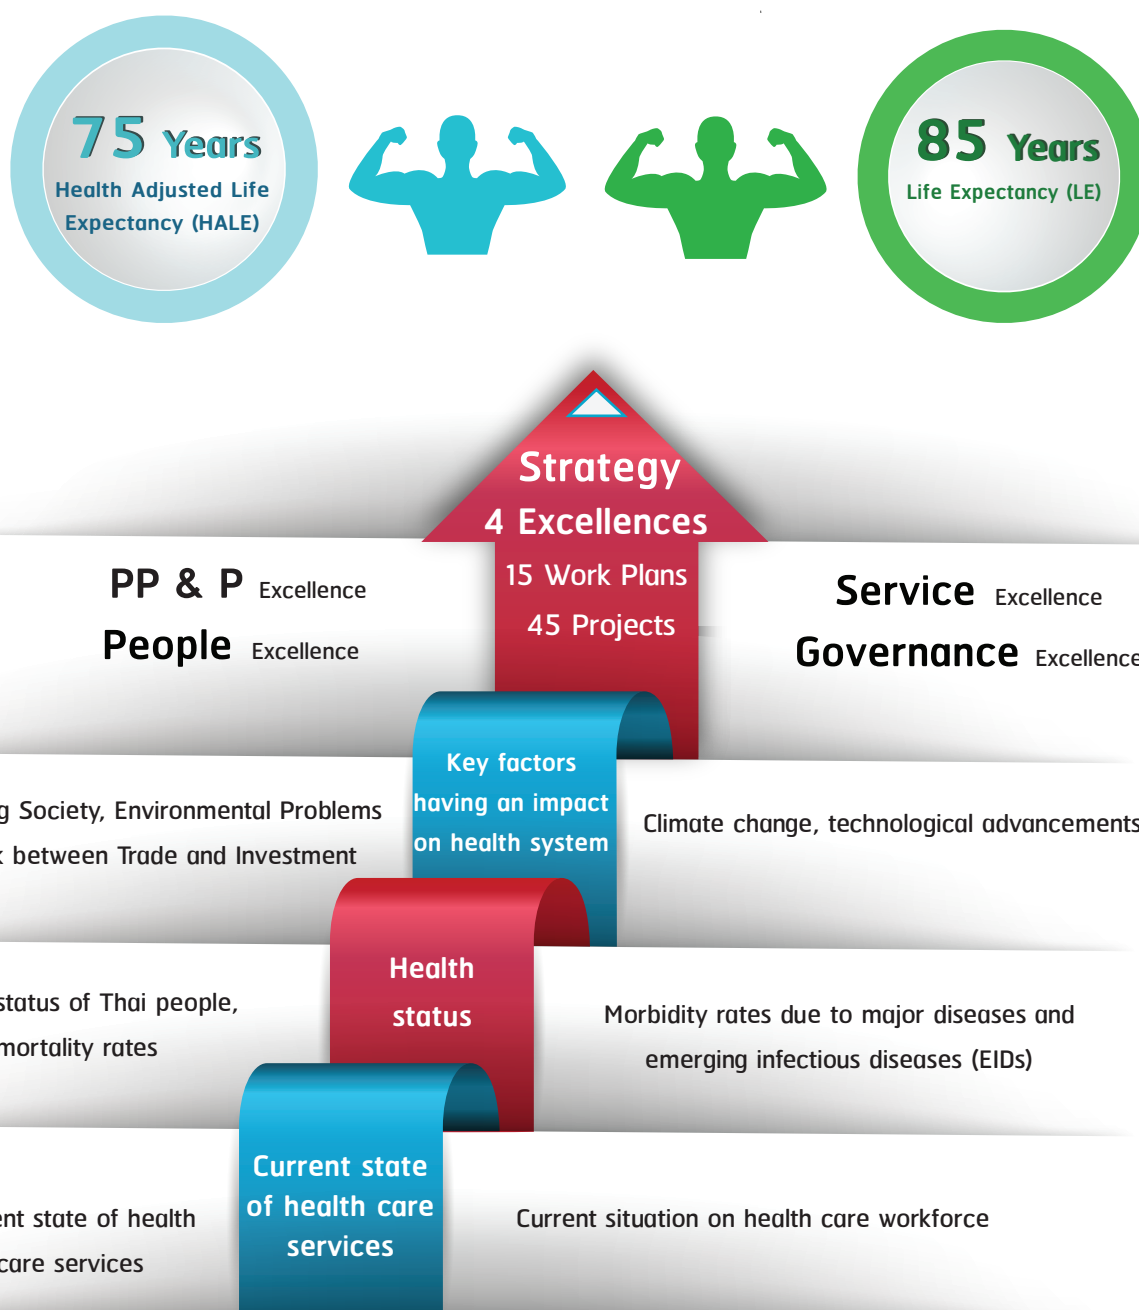 75 Years
Health Adjusted Life
Expectancy (HALE)
85 Years
Life Expectancy (LE)
Strategy
4 Excellences
15 Work Plans
45 Projects
PP & P Excellence
People Excellence
Service Excellence
Governance Excellence
Key factors
having an impact
on health system
Society, Environmental Problems
between Trade and Investment
Climate change, technological advancements
Health
status
status of Thai people,
mortality rates
Morbidity rates due to major diseases and
emerging infectious diseases (EIDs)
Current state
of health care
services
state of health
care services
Current situation on health care workforce